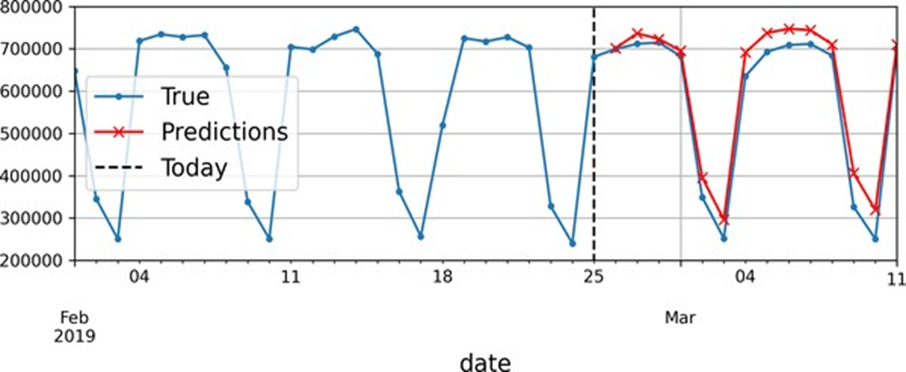 800000
700000
600000
500000
400000
300000
200000
True
Predictions
Today
04 11 18 25 04 11
Feb Mar
2019
date